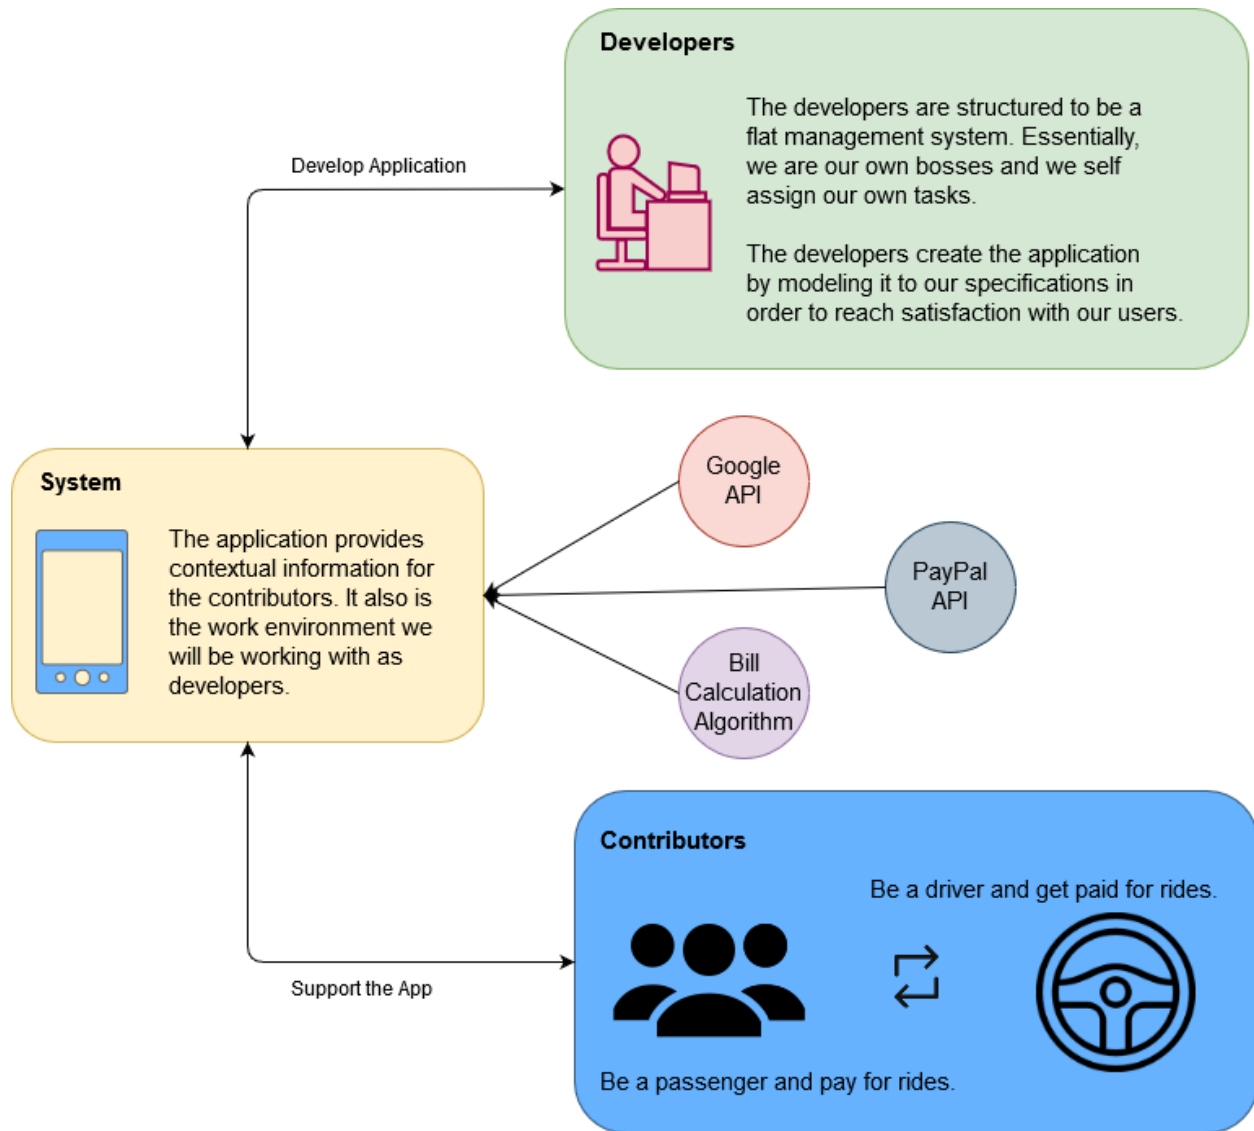 Developers
The developers are structured to be a
flat management system. Essentially,
we are our own bosses and we self
assign our own tasks.
The developers create the application
by modeling it to our specifications in
order to reach satisfaction with our users.
Develop Application
System
The application provides
contextual information for
the contributors. It also is
the work environment we
will be working with as
developers.
Google
API
PayPal
API
Bill
Calculation
Algorithm
Support the App
Contributors
Be a driver and get paid for rides.
Be a passenger and pay for rides.